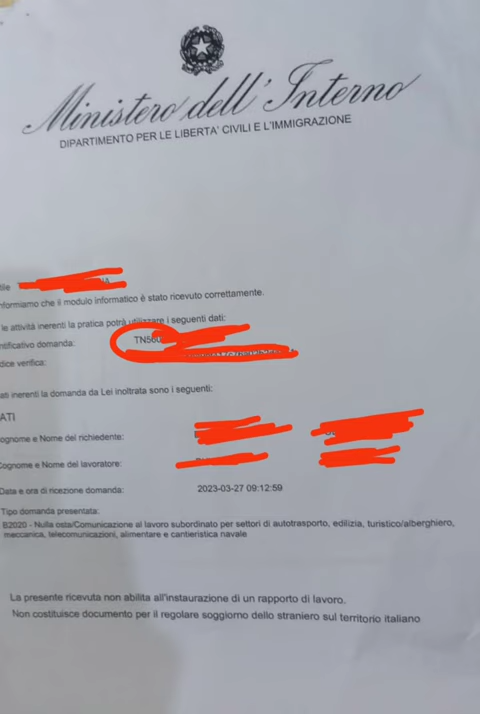 Ministero dell'Interno
DIPARTIMENTO PER LE LIBERTA' CIVILI E L'IMMIGRAZIONE
tile
nformiamo che il modulo informatico è stato ricevuto correttamente.
le attività inerenti la pratica potrà utilizzare i seguenti dati:
ntificativo domanda: TN560
dice verifica:
ati inerenti la domanda da Lei inoltrata sono i seguenti:
ATI
ognome e Nome del richiedente:
Cognome e Nome del lavoratore:
Data e ora di ricezione domanda: 2023-03-27 09:12:59
Tipo domanda presentata:
B2020 - Nulla osta/Comunicazione al lavoro subordinato per settori di autotrasporto, edilizia, turistico/alberghiero,
meccanica, telecomunicazioni, alimentare e cantieristica navale
La presente ricevuta non abilita all'instaurazione di un rapporto di lavoro.
Non costituisce documento per il regolare soggiorno dello straniero sul territorio italiano